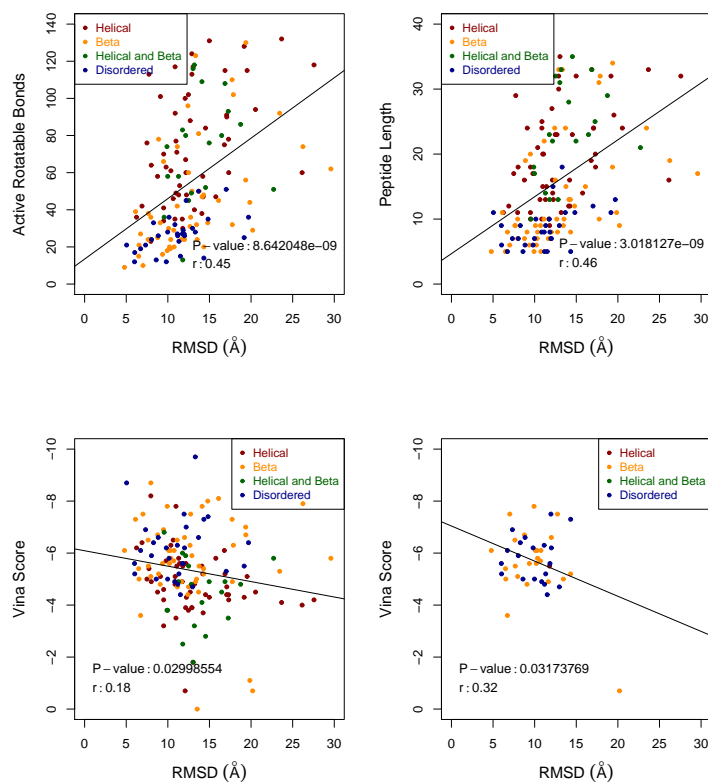 Helical
Beta
Helical and Beta
Disordered
Active Rotatable Bonds
0 20 40 60 80 100 120 140
P − value : 8.642048e−09
r : 0.45
0 5 10 15 20 25 30
RMSD (Å)
Helical
Beta
Helical and Beta
Disordered
Peptide Length
0 10 20 30 40
P − value : 3.018127e−09
r : 0.46
0 5 10 15 20 25 30
RMSD (Å)
Helical
Beta
Helical and Beta
Disordered
Vina Score
0 −2 −4 −6 −8 −10
P − value : 0.02998554
r : 0.18
0 5 10 15 20 25 30
RMSD (Å)
Helical
Beta
Helical and Beta
Disordered
Vina Score
0 −2 −4 −6 −8 −10
P − value : 0.03173769
r : 0.32
0 5 10 15 20 25 30
RMSD (Å)